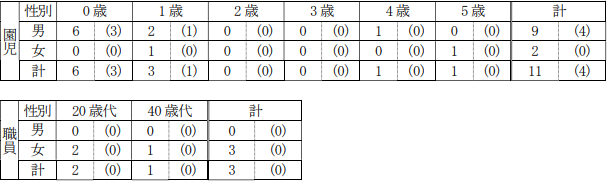 園児 性別 0歳 1歳 2歳 3歳 4歳 5歳 計
男 6 (3) 2 (1) 0 (0) 0 (0) 1 (0) 0 (0) 9 (4)
女 0 (0) 1 (0) 0 (0) 0 (0) 0 (0) 1 (0) 2 (0)
計 6 (3) 3 (1) 0 (0) 0 (0) 1 (0) 1 (0) 11 (4)
職員 性別 20歳代 40歳代 計
男 0 (0) 0 (0) 0 (0)
女 2 (0) 1 (0) 3 (0)
計 2 (0) 1 (0) 3 (0)